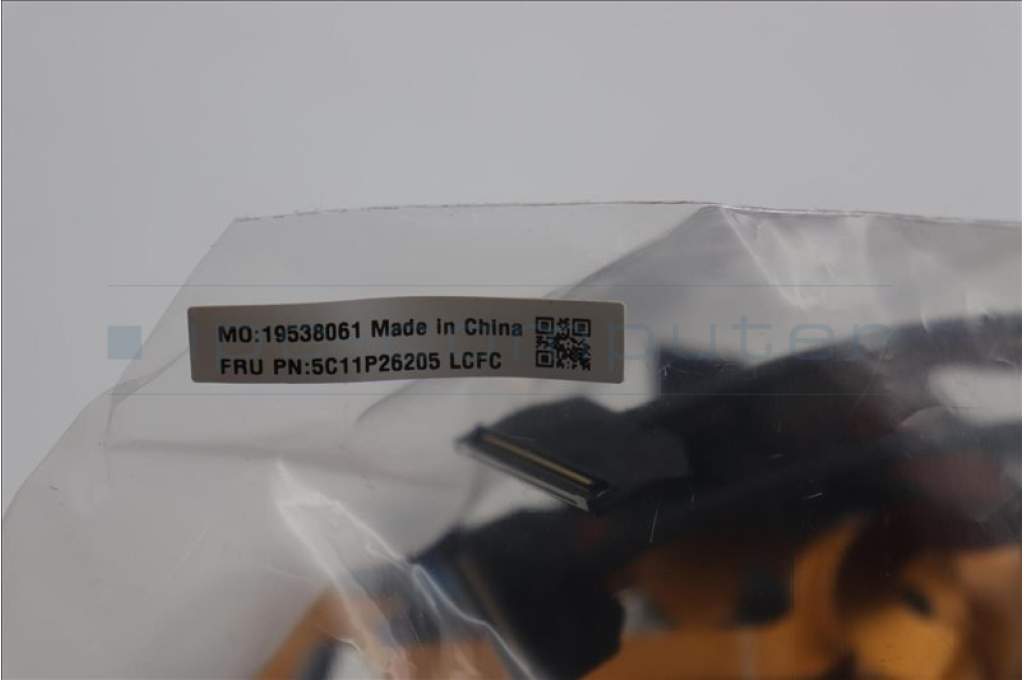 MO:19538061 Made in China
FRU PN:5C11P26205 LCFC